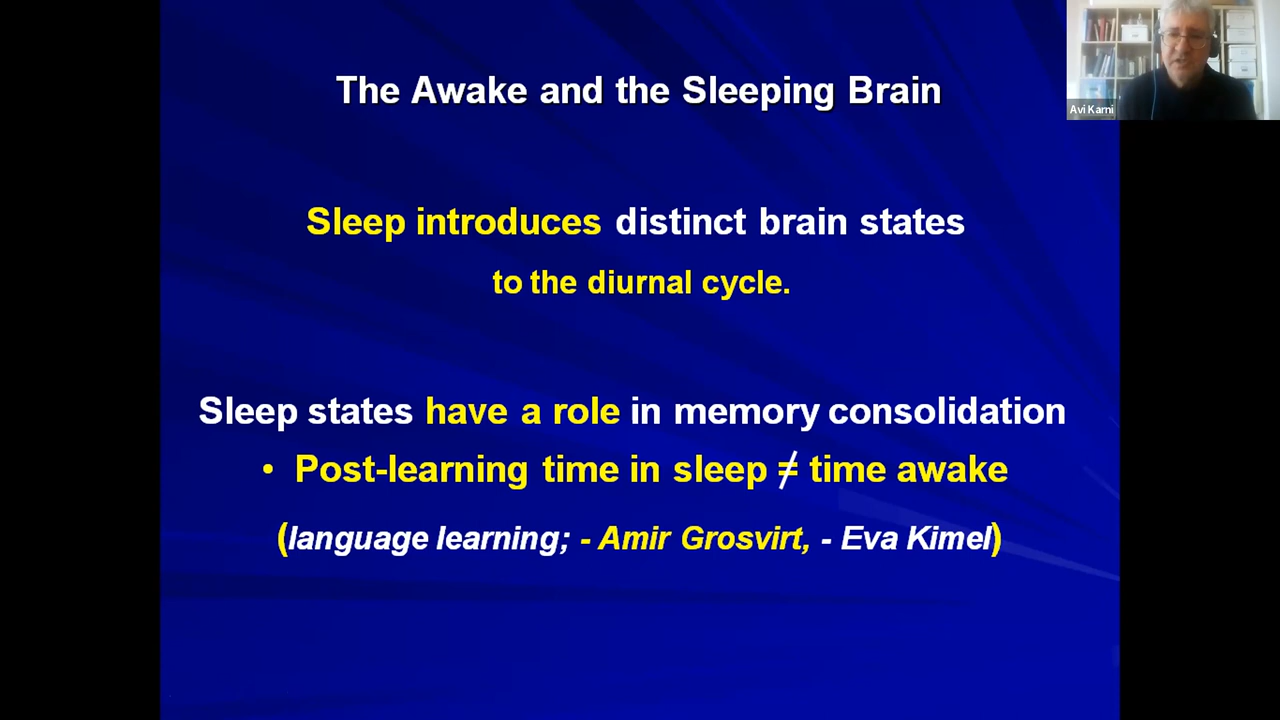 The Awake and the Sleeping Brain
Avi Karni
Sleep introduces distinct brain states
to the diurnal cycle.
Sleep states have a role in memory consolidation
• Post-learning time in sleep ≠ time awake
(language learning; - Amir Grosvirt, - Eva Kimel)